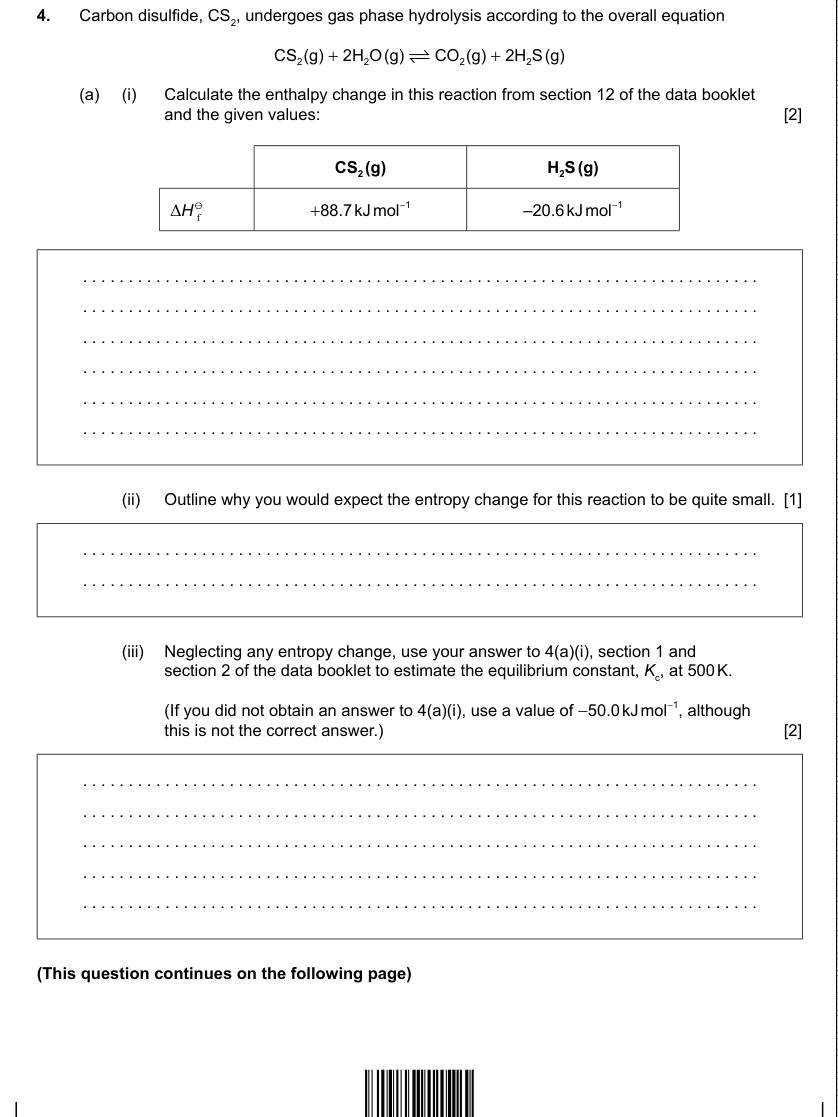 4. Carbon disulfide, CS₂, undergoes gas phase hydrolysis according to the overall equation
CS₂(g) + 2H₂O(g) ⇌ CO₂(g) + 2H₂S(g)
(a) (i) Calculate the enthalpy change in this reaction from section 12 of the data booklet
and the given values: [2]
CS₂(g) H₂S(g)
ΔH⦵f +88.7 kJ mol⁻¹ –20.6 kJ mol⁻¹
(ii) Outline why you would expect the entropy change for this reaction to be quite small. [1]
(iii) Neglecting any entropy change, use your answer to 4(a)(i), section 1 and
section 2 of the data booklet to estimate the equilibrium constant, Kc, at 500 K.
(If you did not obtain an answer to 4(a)(i), use a value of –50.0 kJ mol⁻¹, although
this is not the correct answer.) [2]
(This question continues on the following page)